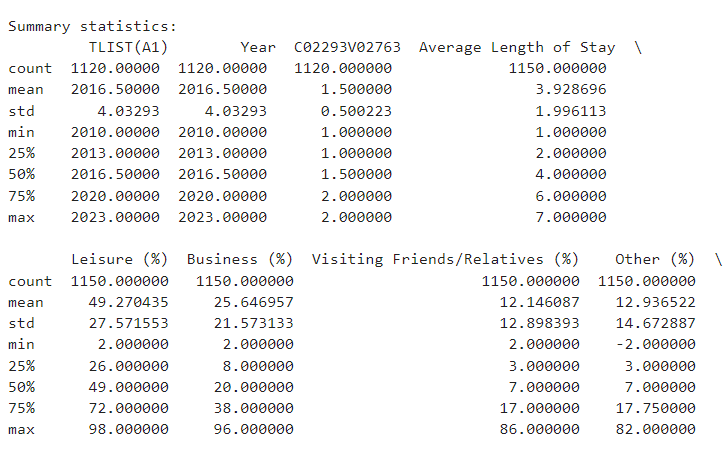 Summary statistics:
TLIST(A1) Year C02293V02763 Average Length of Stay \
count 1120.00000 1120.00000 1120.000000 1150.000000
mean 2016.50000 2016.50000 1.500000 3.928696
std 4.03293 4.03293 0.500223 1.996113
min 2010.00000 2010.00000 1.000000 1.000000
25% 2013.00000 2013.00000 1.000000 2.000000
50% 2016.50000 2016.50000 1.500000 4.000000
75% 2020.00000 2020.00000 2.000000 6.000000
max 2023.00000 2023.00000 2.000000 7.000000
Leisure (%) Business (%) Visiting Friends/Relatives (%) Other (%) \
count 1150.000000 1150.000000 1150.000000 1150.000000
mean 49.270435 25.646957 12.146087 12.936522
std 27.571553 21.573133 12.898393 14.672887
min 2.000000 2.000000 2.000000 -2.000000
25% 26.000000 8.000000 3.000000 3.000000
50% 49.000000 20.000000 7.000000 7.000000
75% 72.000000 38.000000 17.000000 17.750000
max 98.000000 96.000000 86.000000 82.000000